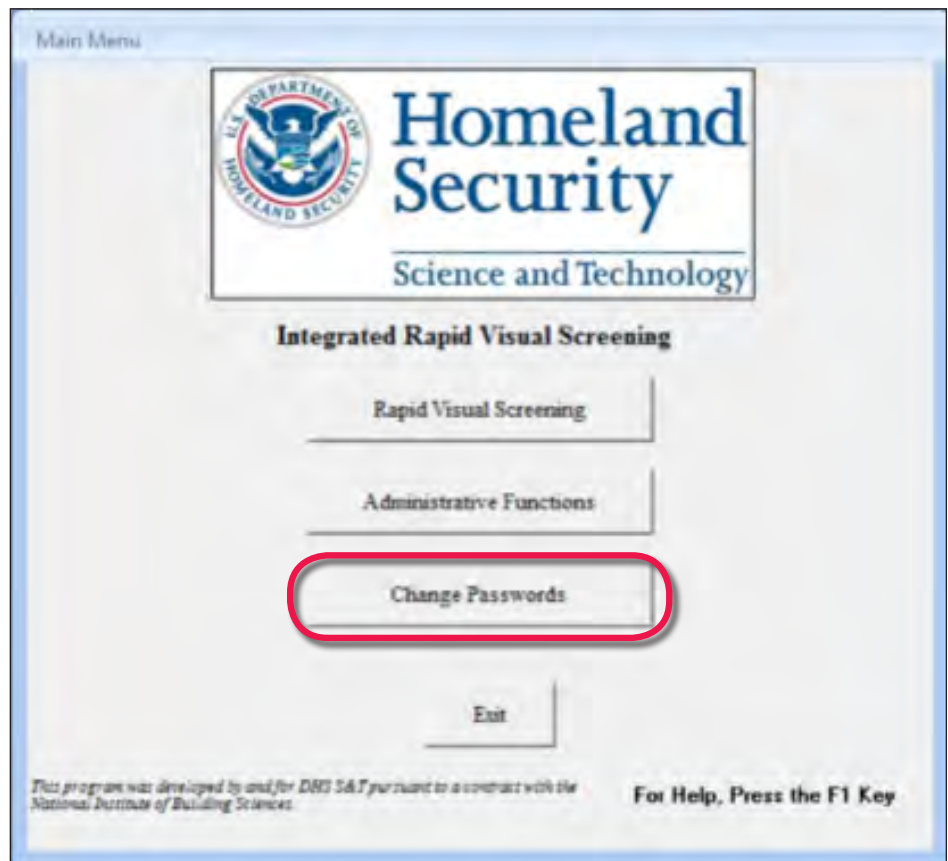 Main Menu
U.S. DEPARTMENT OF
HOMELAND SECURITY
Homeland
Security
Science and Technology
Integrated Rapid Visual Screening
Rapid Visual Screening
Administrative Functions
Change Passwords
Exit
This program was developed by and for DHS S&T pursuant to a contract with the
National Institute of Building Sciences.
For Help, Press the F1 Key